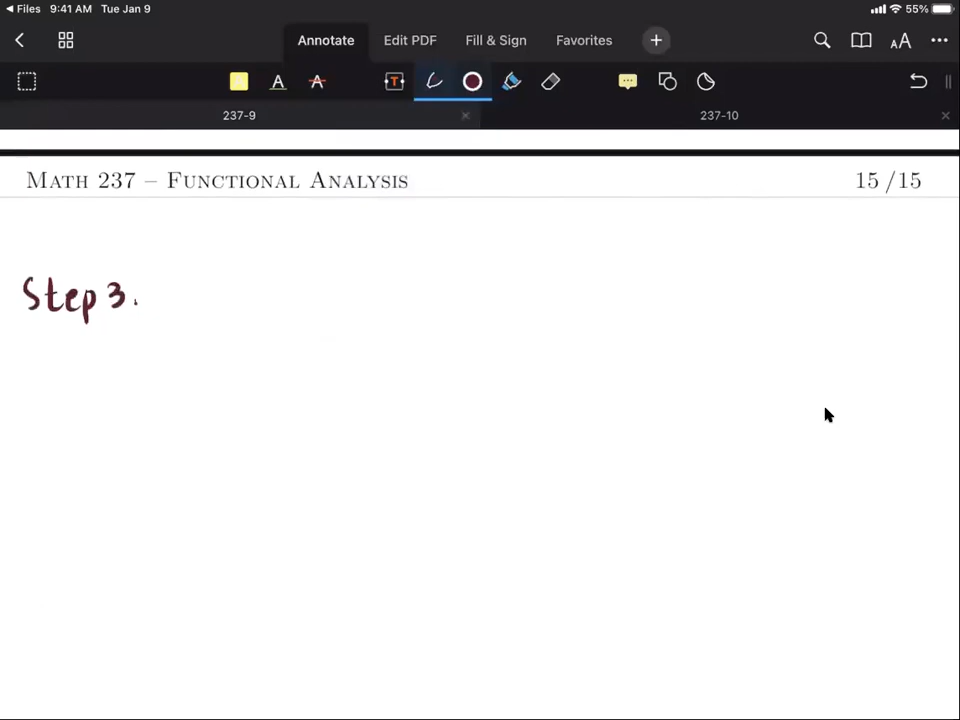 Files 9:41 AM Tue Jan 9 55%
Annotate Edit PDF Fill & Sign Favorites AA
A A T
237-9 237-10
MATH 237 – FUNCTIONAL ANALYSIS 15 /15
Step 3.